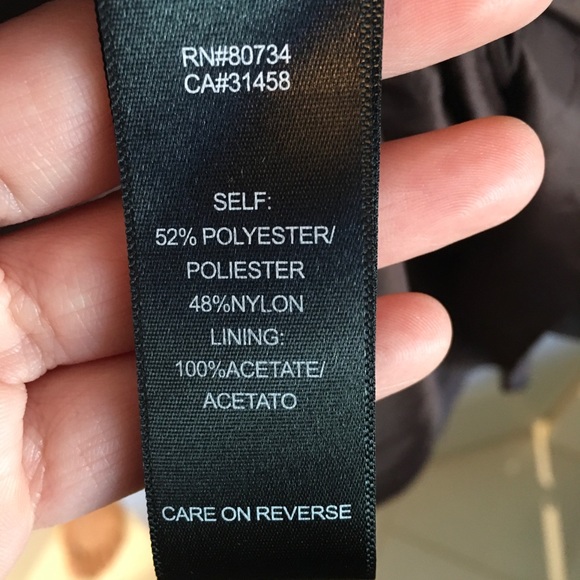 RN#80734
CA#31458
SELF:
52% POLYESTER/
POLIESTER
48%NYLON
LINING:
100%ACETATE/
ACETATO
CARE ON REVERSE